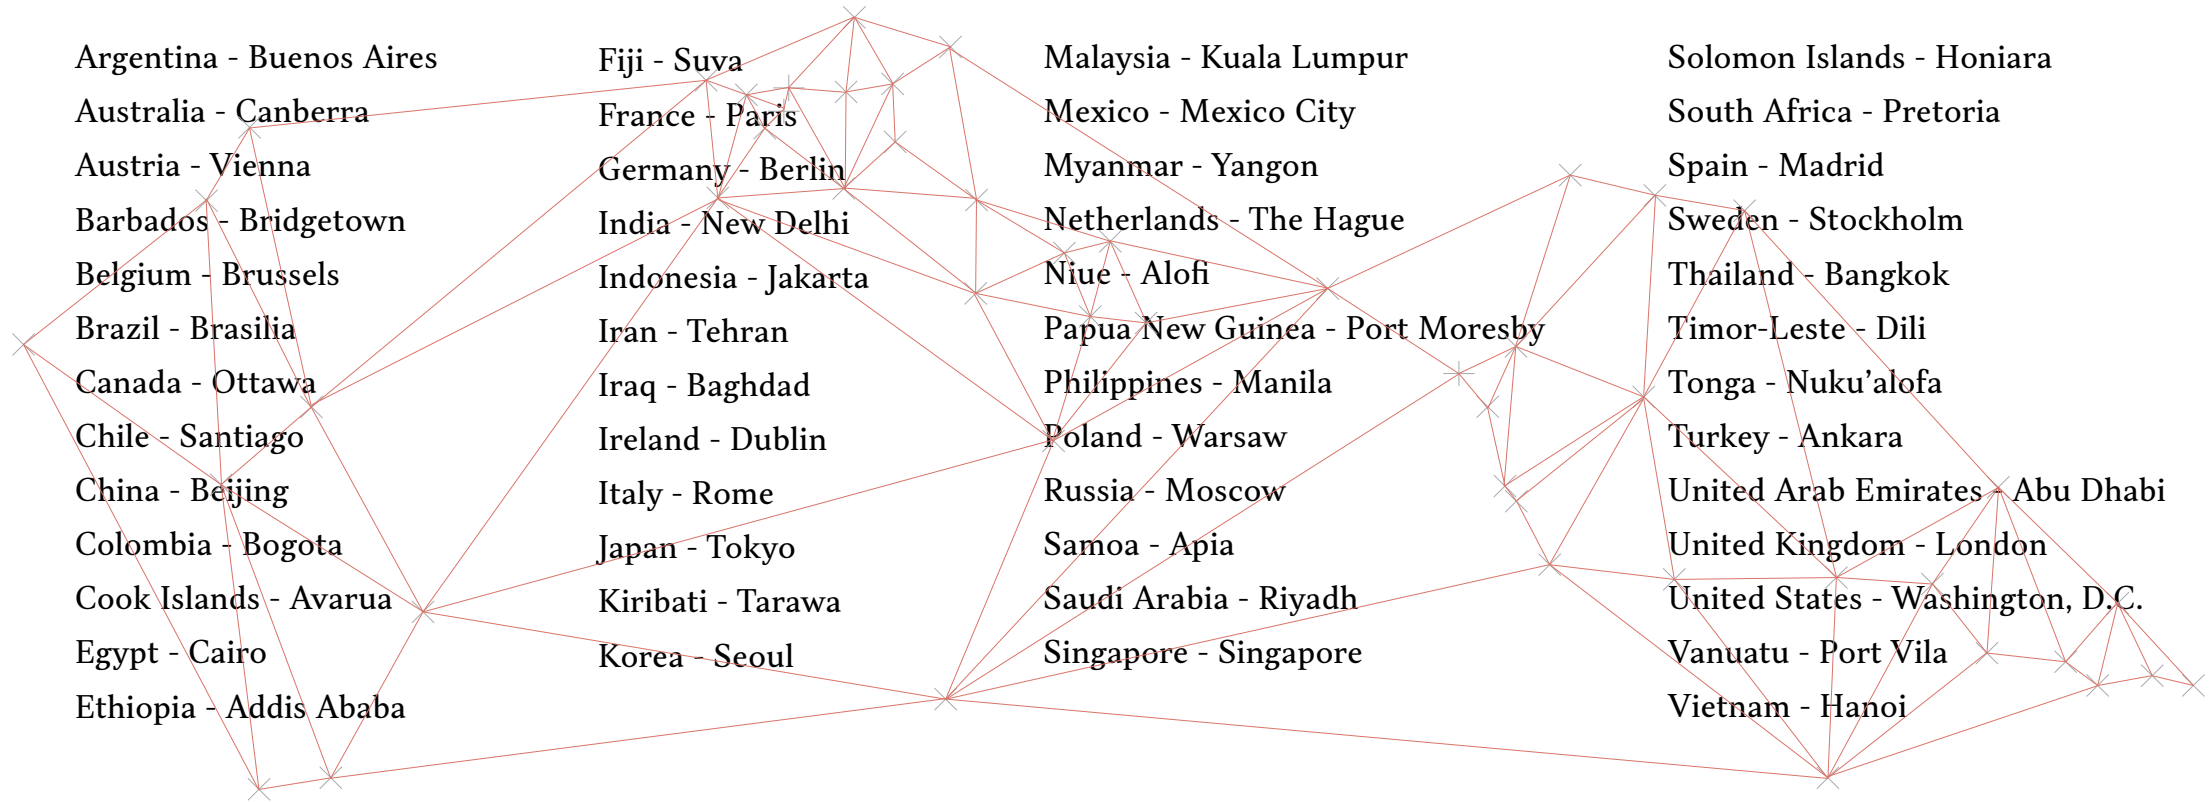 Argentina - Buenos Aires
Australia - Canberra
Austria - Vienna
Barbados - Bridgetown
Belgium - Brussels
Brazil - Brasilia
Canada - Ottawa
Chile - Santiago
China - Beijing
Colombia - Bogota
Cook Islands - Avarua
Egypt - Cairo
Ethiopia - Addis Ababa
Fiji - Suva
France - Paris
Germany - Berlin
India - New Delhi
Indonesia - Jakarta
Iran - Tehran
Iraq - Baghdad
Ireland - Dublin
Italy - Rome
Japan - Tokyo
Kiribati - Tarawa
Korea - Seoul
Malaysia - Kuala Lumpur
Mexico - Mexico City
Myanmar - Yangon
Netherlands - The Hague
Niue - Alofi
Papua New Guinea - Port Moresby
Philippines - Manila
Poland - Warsaw
Russia - Moscow
Samoa - Apia
Saudi Arabia - Riyadh
Singapore - Singapore
Solomon Islands - Honiara
South Africa - Pretoria
Spain - Madrid
Sweden - Stockholm
Thailand - Bangkok
Timor-Leste - Dili
Tonga - Nuku’alofa
Turkey - Ankara
United Arab Emirates - Abu Dhabi
United Kingdom - London
United States - Washington, D.C.
Vanuatu - Port Vila
Vietnam - Hanoi